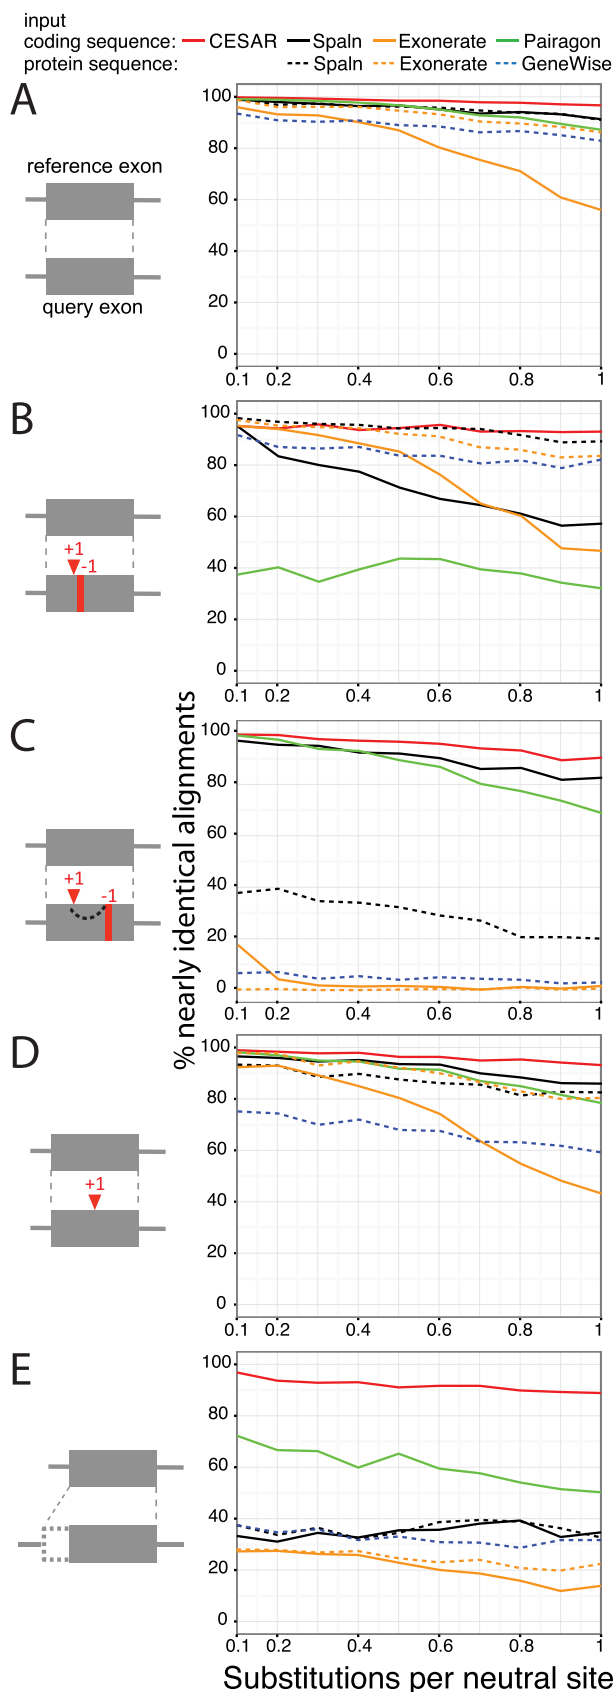 input
coding sequence: CESAR Spaln Exonerate Pairagon
protein sequence: Spaln Exonerate GeneWise
A
reference exon
query exon
100
80
60
40
20
0
0.1 0.2 0.4 0.6 0.8 1
B
+1
-1
100
80
60
40
20
0
0.1 0.2 0.4 0.6 0.8 1
% nearly identical alignments
C
+1
-1
100
80
60
40
20
0
0.1 0.2 0.4 0.6 0.8 1
D
+1
100
80
60
40
20
0
0.1 0.2 0.4 0.6 0.8 1
E
100
80
60
40
20
0
0.1 0.2 0.4 0.6 0.8 1
Substitutions per neutral site